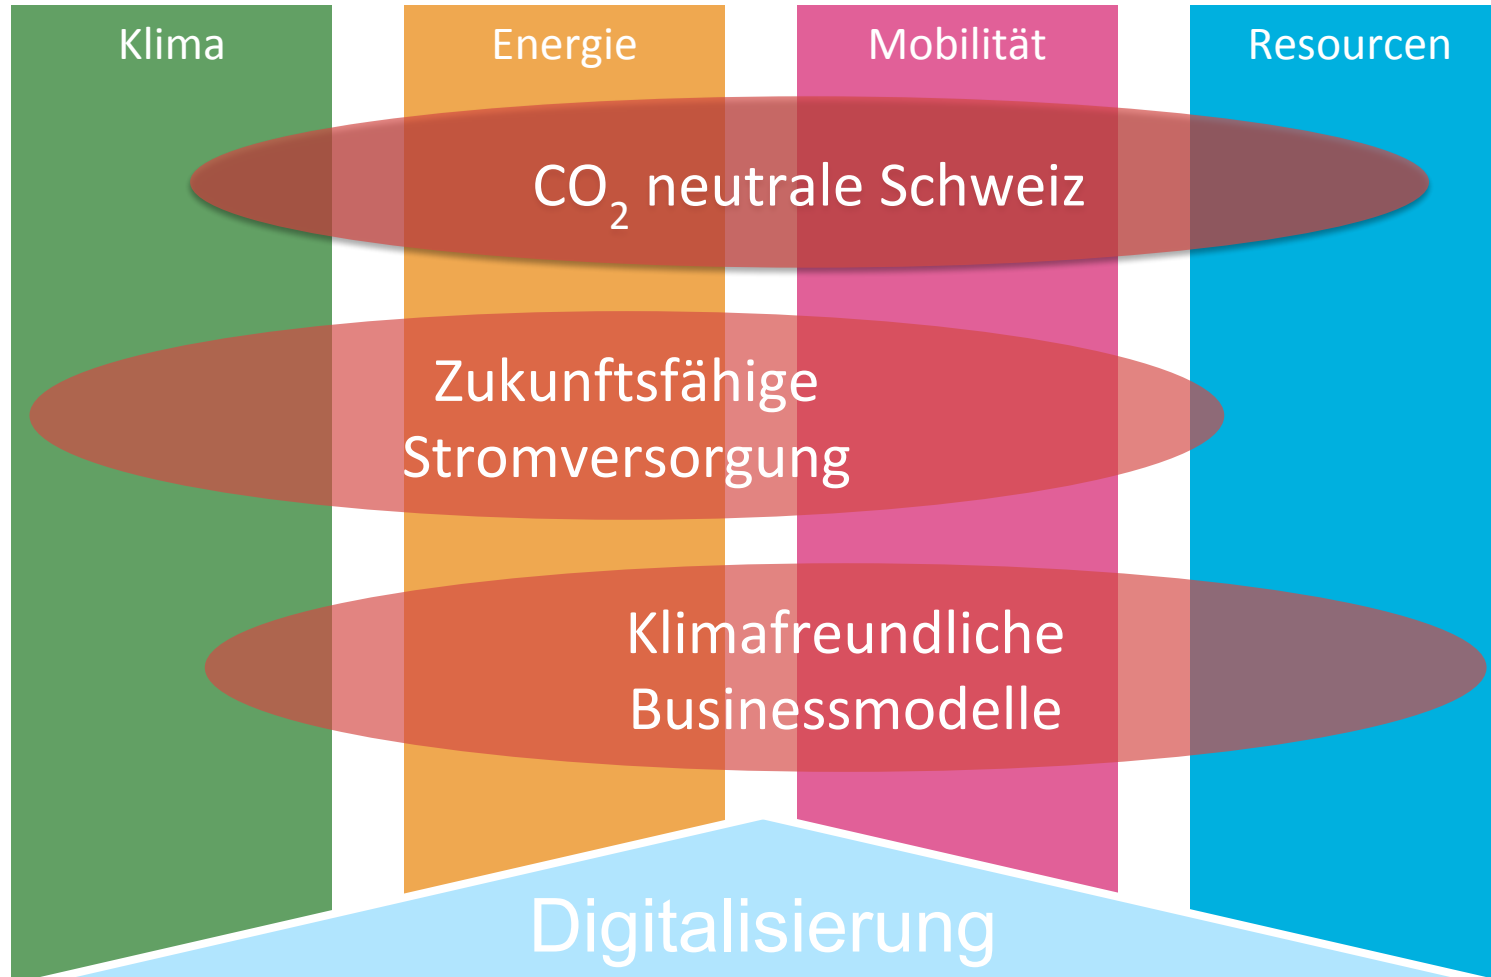 Klima
Energie
Mobilität
Resourcen
CO₂ neutrale Schweiz
Zukunftsfähige
Stromversorgung
Klimafreundliche
Businessmodelle
Digitalisierung